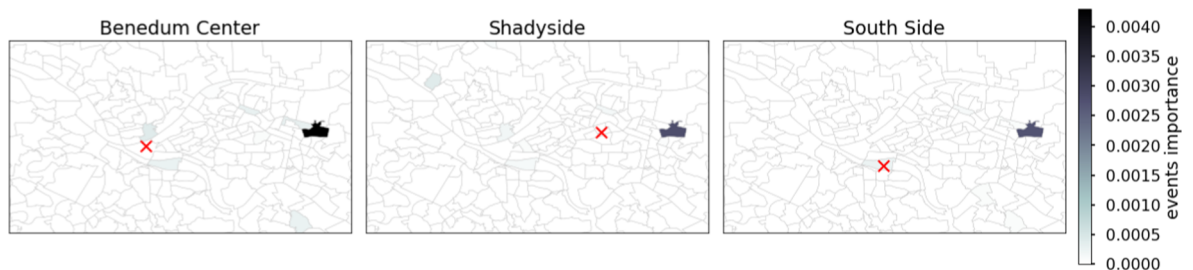 Benedum Center
Shadyside
South Side
0.0040
0.0035
0.0030
0.0025
0.0020
0.0015
0.0010
0.0005
0.0000
events importance